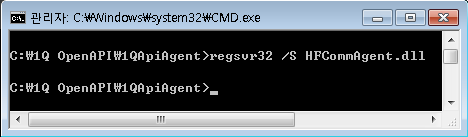 관리자: C:₩Windows₩system32₩CMD.exe
C:₩1Q OpenAPI₩1QApiAgent>regsvr32 /S HFCommAgent.dll
C:₩1Q OpenAPI₩1QApiAgent>_